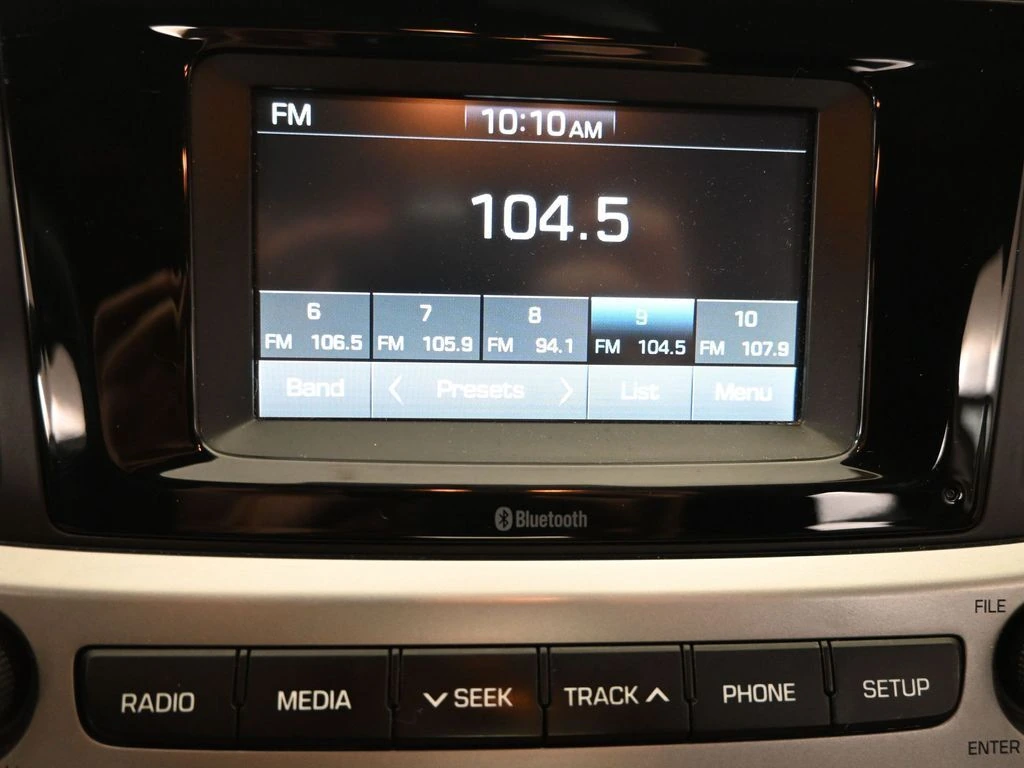 FM 10:10 AM
104.5
6 7 8 9 10
FM 106.5 FM 105.9 FM 94.1 FM 104.5 FM 107.9
Band < Presets > List Menu
Bluetooth
FILE
RADIO MEDIA ∨ SEEK TRACK ∧ PHONE SETUP
ENTER